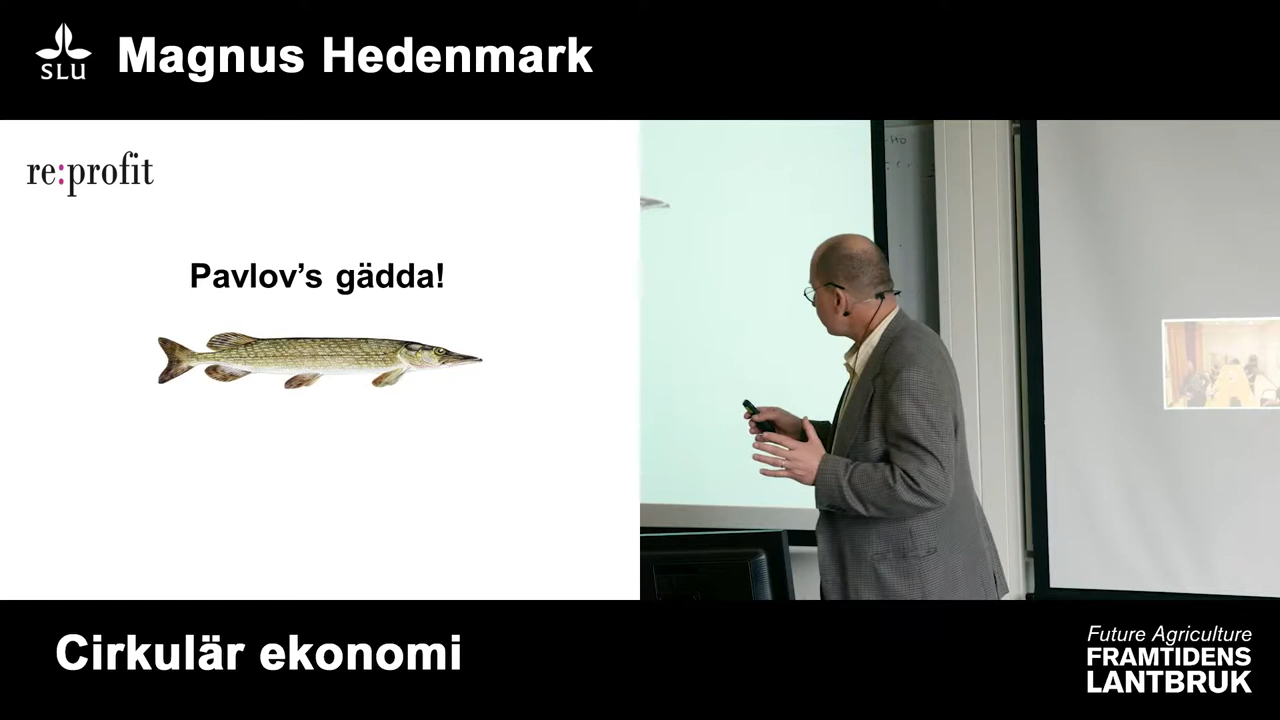 SLU
Magnus Hedenmark
re:profit
Pavlov's gädda!
Cirkulär ekonomi
Future Agriculture
FRAMTIDENS
LANTBRUK